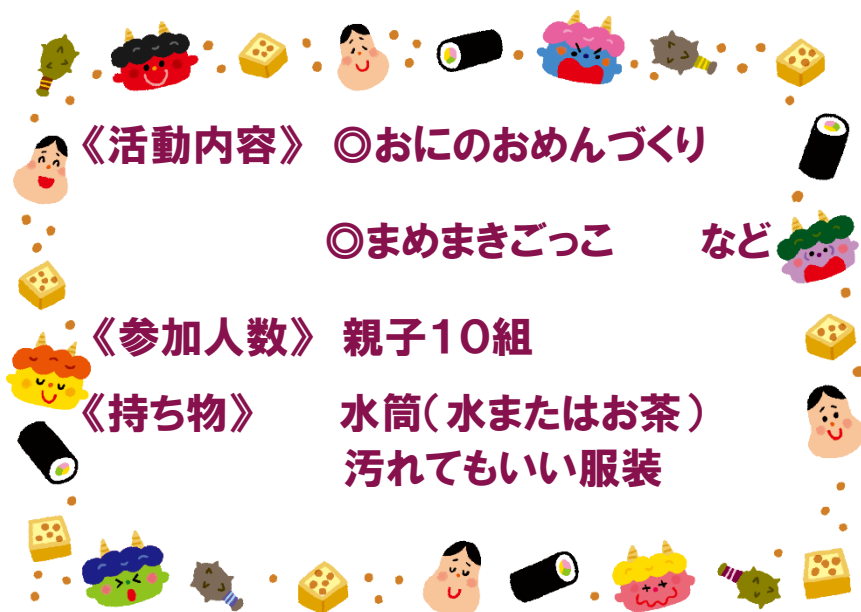 《活動内容》 ◎おにのおめんづくり
◎まめまきごっこ　　など
《参加人数》 親子１０組
《持ち物》　　水筒（水またはお茶）
汚れてもいい服装